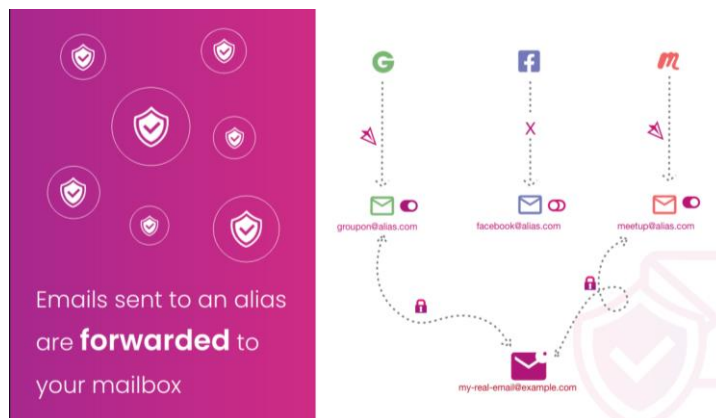 Emails sent to an alias
are forwarded to
your mailbox
G
f
m
X
groupon@alias.com
facebook@alias.com
meetup@alias.com
my-real-email@example.com